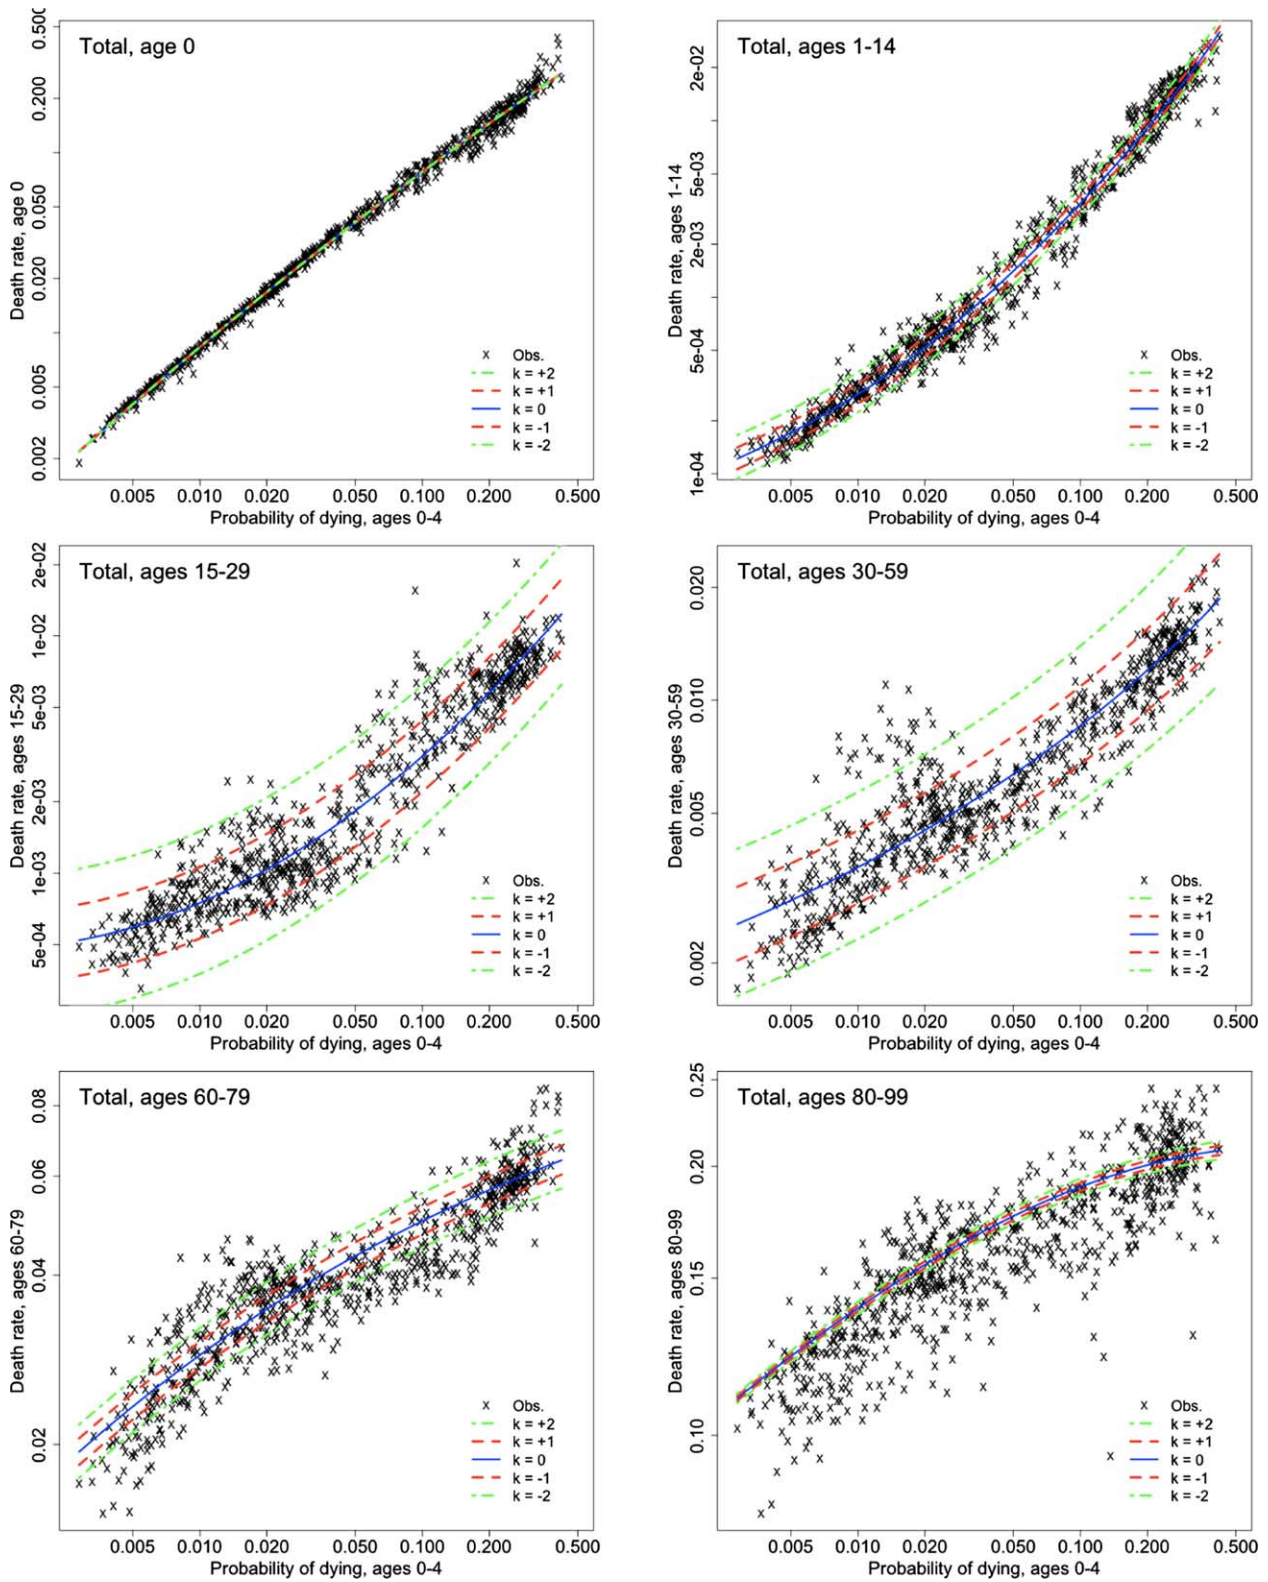 Total, age 0
Death rate, age 0
0.002 0.005 0.020 0.050 0.200 0.500
x Obs.
k = +2
k = +1
k = 0
k = -1
k = -2
0.005 0.010 0.020 0.050 0.100 0.200 0.500
Probability of dying, ages 0-4
Total, ages 1-14
Death rate, ages 1-14
1e-04 5e-04 2e-03 5e-03 2e-02
x Obs.
k = +2
k = +1
k = 0
k = -1
k = -2
0.005 0.010 0.020 0.050 0.100 0.200 0.500
Probability of dying, ages 0-4
Total, ages 15-29
Death rate, ages 15-29
5e-04 1e-03 2e-03 5e-03 1e-02 2e-02
x Obs.
k = +2
k = +1
k = 0
k = -1
k = -2
0.005 0.010 0.020 0.050 0.100 0.200 0.500
Probability of dying, ages 0-4
Total, ages 30-59
Death rate, ages 30-59
0.002 0.005 0.010 0.020
x Obs.
k = +2
k = +1
k = 0
k = -1
k = -2
0.005 0.010 0.020 0.050 0.100 0.200 0.500
Probability of dying, ages 0-4
Total, ages 60-79
Death rate, ages 60-79
0.02 0.04 0.06 0.08
x Obs.
k = +2
k = +1
k = 0
k = -1
k = -2
0.005 0.010 0.020 0.050 0.100 0.200 0.500
Probability of dying, ages 0-4
Total, ages 80-99
Death rate, ages 80-99
0.10 0.15 0.20 0.25
x Obs.
k = +2
k = +1
k = 0
k = -1
k = -2
0.005 0.010 0.020 0.050 0.100 0.200 0.500
Probability of dying, ages 0-4